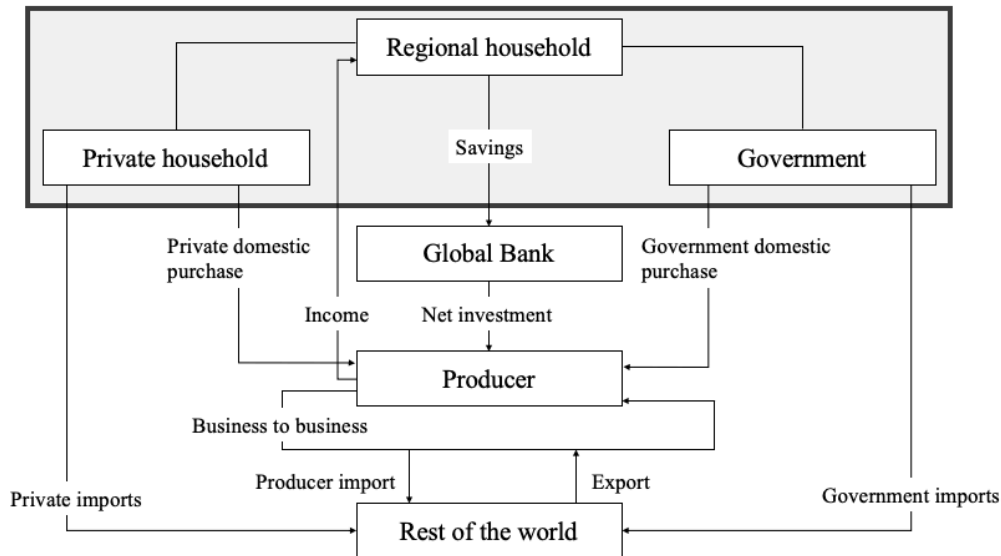 Regional household
Private household
Savings
Government
Private domestic
purchase
Global Bank
Government domestic
purchase
Income
Net investment
Producer
Business to business
Producer import
Export
Private imports
Government imports
Rest of the world